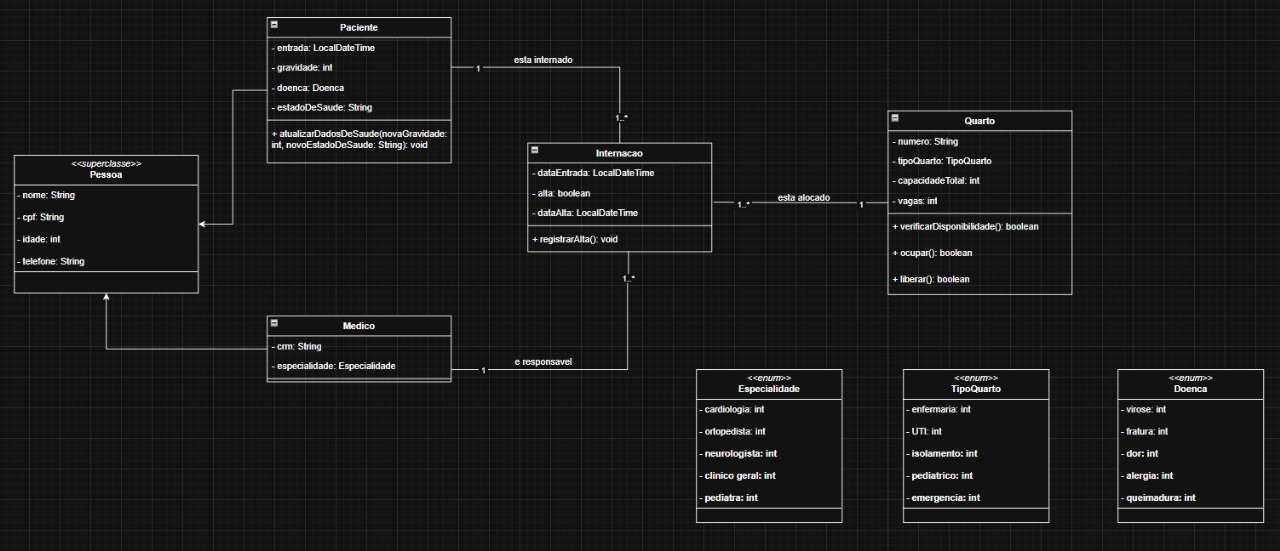 Paciente
- entrada: LocalDateTime
- gravidade: int
- doenca: Doenca
- estadoDeSaude: String
+ atualizarDadosDeSaude(novaGravidade:
int, novoEstadoDeSaude: String): void
esta internado
1
1..*
<<superclasse>>
Pessoa
- nome: String
- cpf: String
- idade: int
- telefone: String
Internacao
- dataEntrada: LocalDateTime
- alta: boolean
- dataAlta: LocalDateTime
+ registrarAlta(): void
1..*
esta alocado
1
Quarto
- numero: String
- tipoQuarto: TipoQuarto
- capacidadeTotal: int
- vagas: int
+ verificarDisponibilidade(): boolean
+ ocupar(): boolean
+ liberar(): boolean
1..*
Medico
- crm: String
- especialidade: Especialidade
e responsavel
1
<<enum>>
Especialidade
- cardiologia: int
- ortopedista: int
- neurologista: int
- clinico geral: int
- pediatra: int
<<enum>>
TipoQuarto
- enfermaria: int
- UTI: int
- isolamento: int
- pediatrico: int
- emergencia: int
<<enum>>
Doenca
- virose: int
- fratura: int
- dor: int
- alergia: int
- queimadura: int